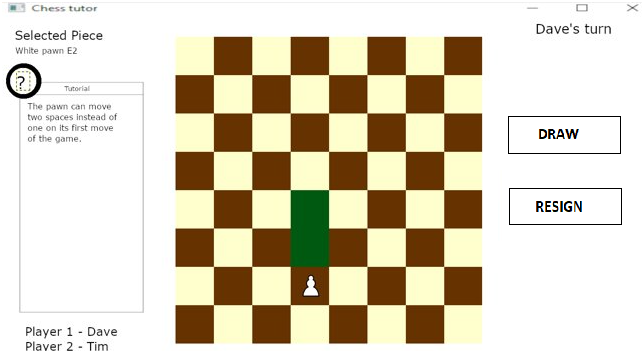 Chess tutor
Selected Piece
White pawn E2
?
Tutorial
The pawn can move
two spaces instead of
one on its first move
of the game.
Player 1 - Dave
Player 2 - Tim
Dave's turn
DRAW
RESIGN